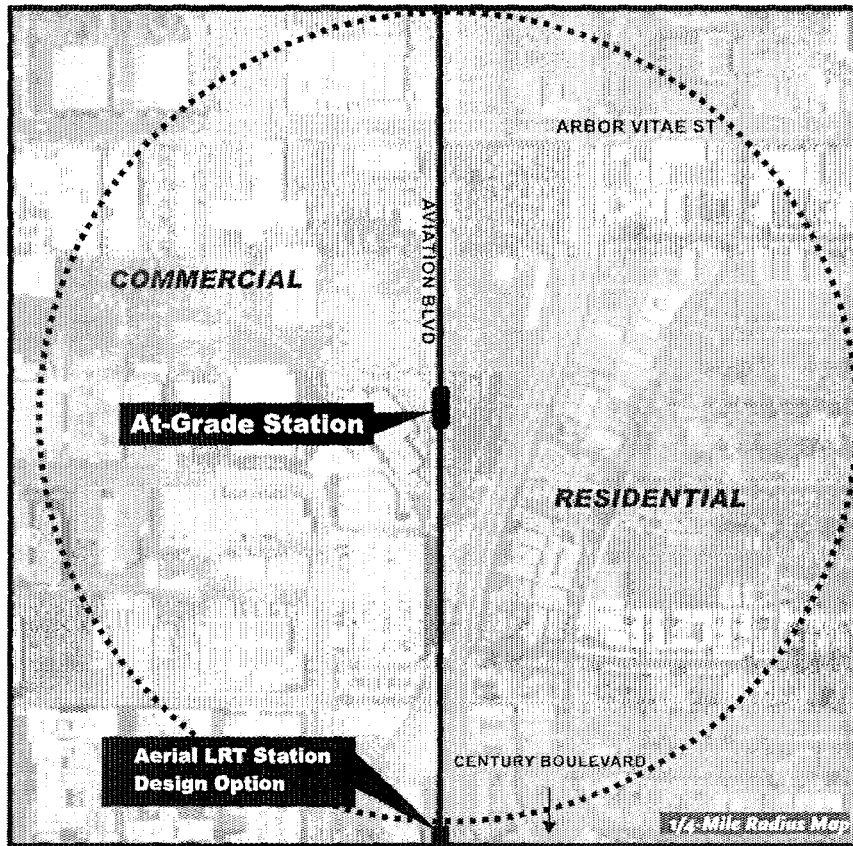 ARBOR VITAE ST
AVIATION BLVD
COMMERCIAL
At-Grade Station
RESIDENTIAL
Aerial LRT Station
Design Option
CENTURY BOULEVARD
1/4 Mile Radius Map